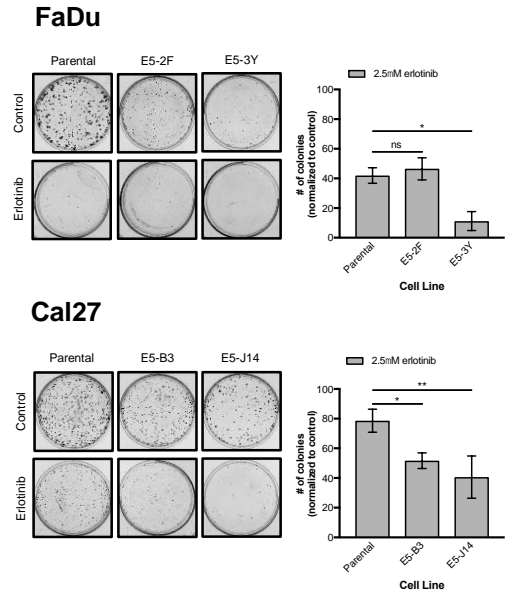 FaDu
Parental E5-2F E5-3Y
Control
Erlotinib
2.5mM erlotinib
*
ns
# of colonies
(normalized to control)
100
80
60
40
20
0
Parental
E5-2F
E5-3Y
Cell Line
Cal27
Parental E5-B3 E5-J14
Control
Erlotinib
2.5mM erlotinib
**
*
# of colonies
(normalized to control)
100
80
60
40
20
0
Parental
E5-B3
E5-J14
Cell Line